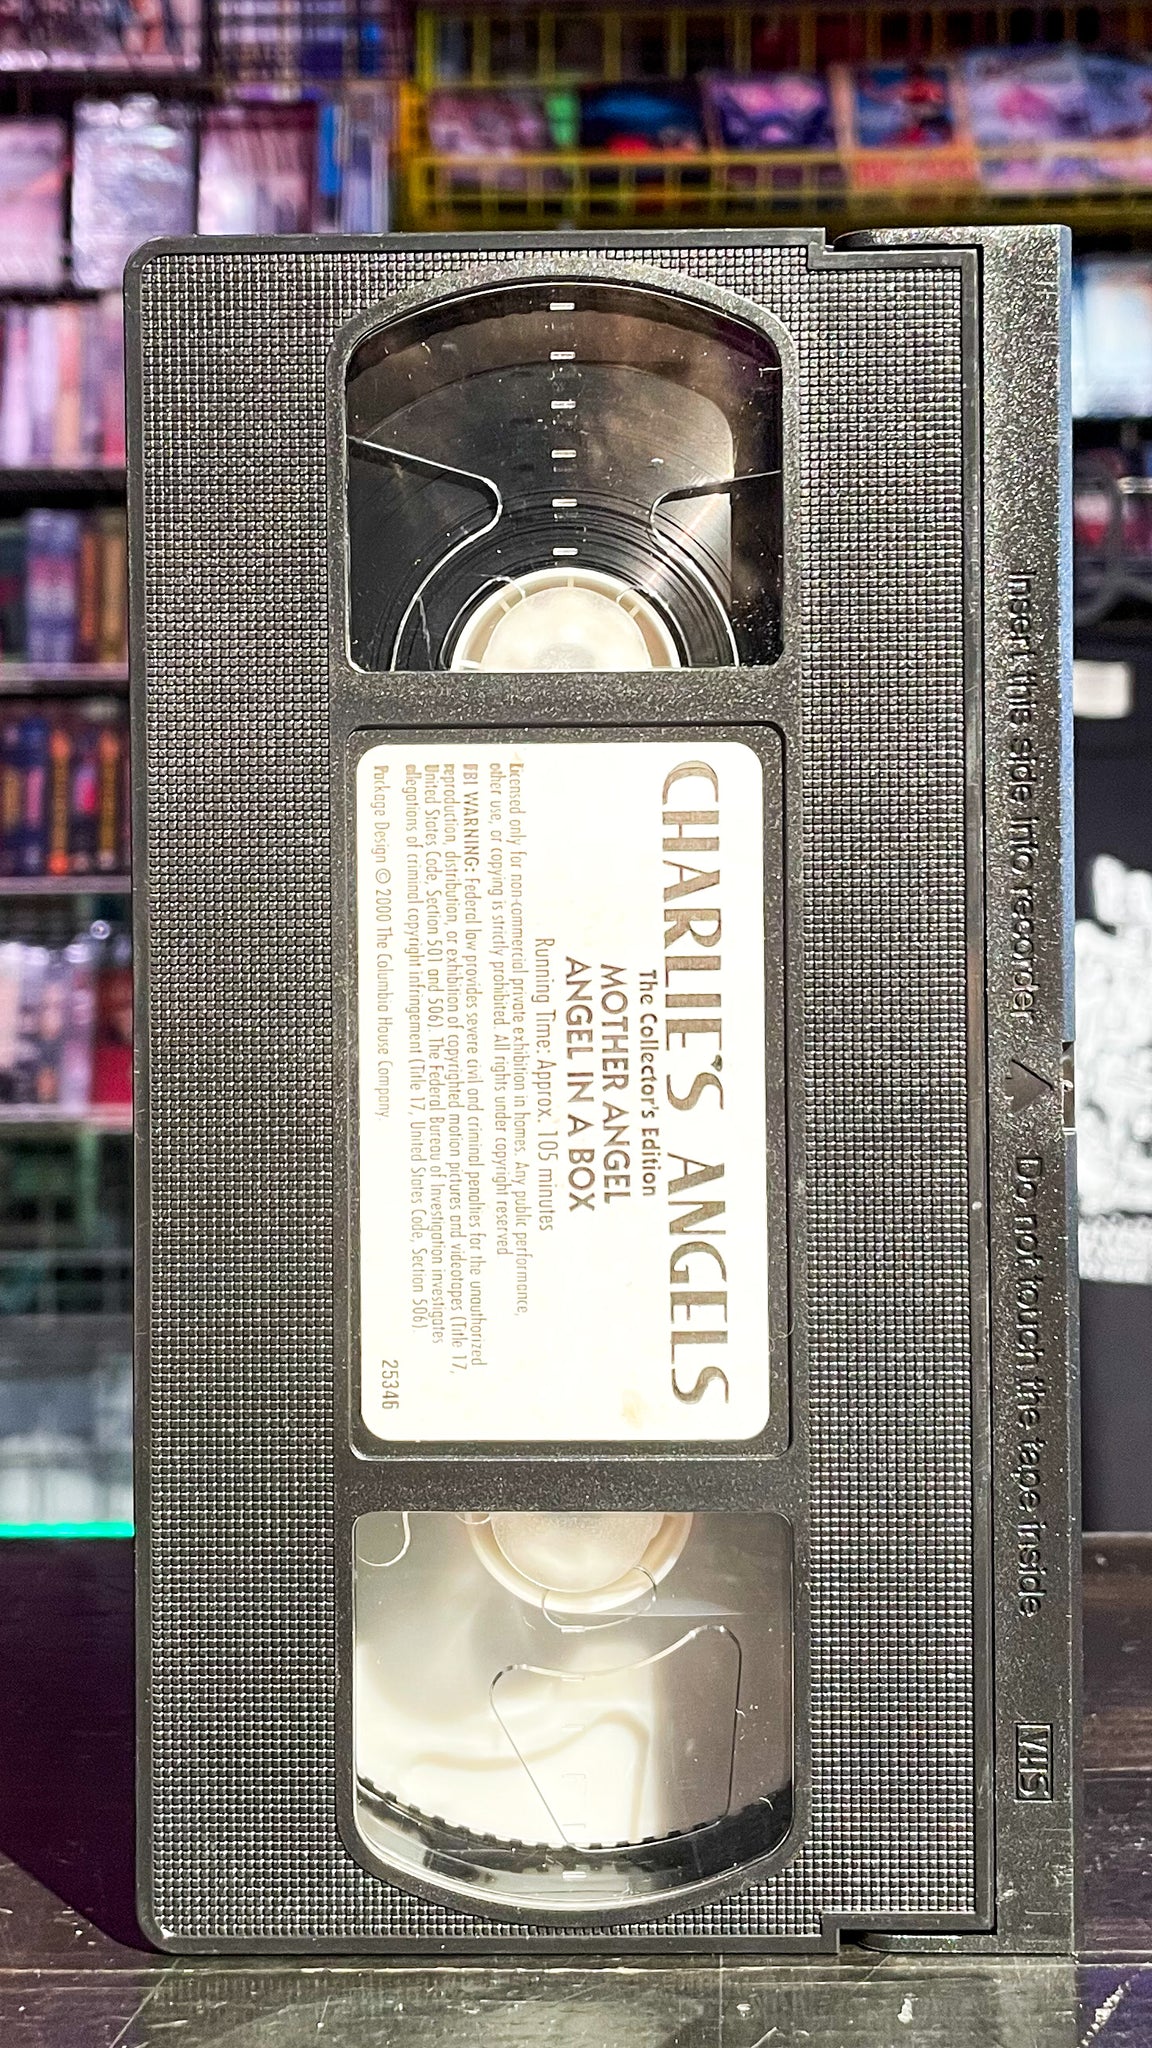 CHARLIE'S ANGELS
The Collector's Edition
MOTHER ANGEL
ANGEL IN A BOX
Running Time: Approx. 105 minutes
Licensed only for non-commercial private exhibition in homes. Any public performance,
other use, or copying is strictly prohibited. All rights under copyright reserved
FBI WARNING: Federal law provides severe civil and criminal penalties for the unauthorized
reproduction, distribution, or exhibition of copyrighted motion pictures and videotapes (Title 17,
United States Code, Section 501 and 506). The Federal Bureau of Investigation investigates
allegations of criminal copyright infringement (Title 17, United States Code, Section 506).
Package Design © 2000 The Columbia House Company.
25346
Insert this side into recorder
Do not touch the tape inside
VHS